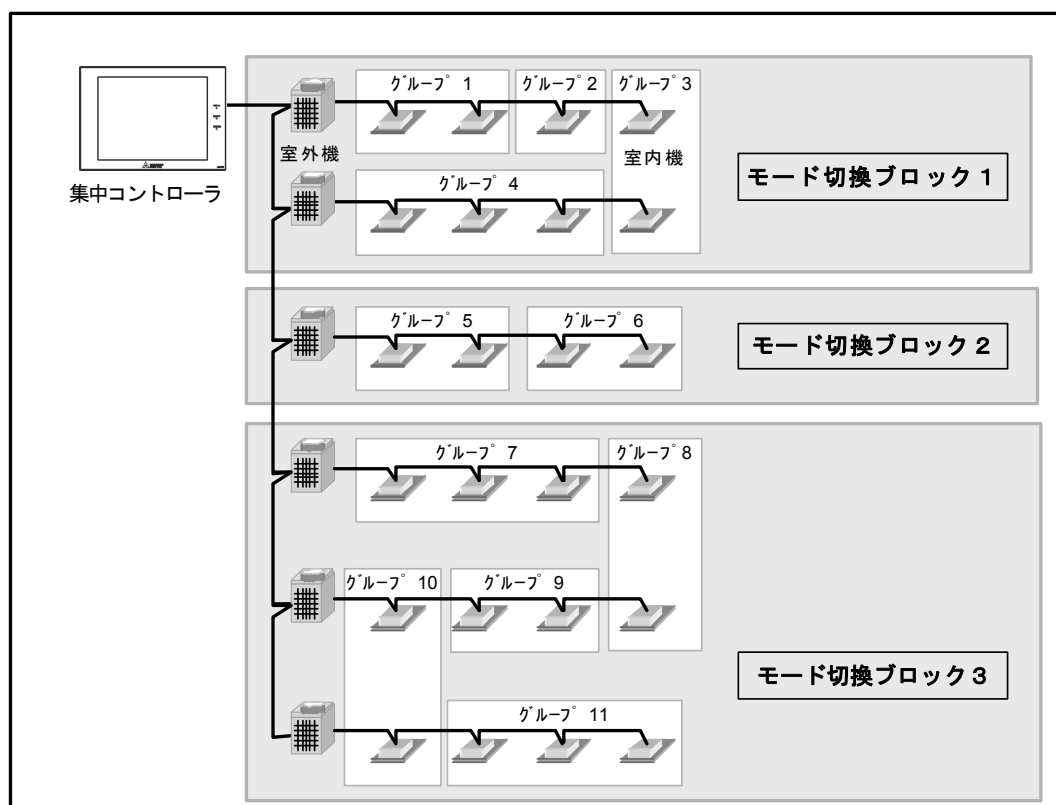 グループ 1
グループ 2
グループ 3
室外機
室内機
モード切換ブロック１
集中コントローラ
グループ 4
グループ 5
グループ 6
モード切換ブロック２
グループ 7
グループ 8
グループ 10
グループ 9
モード切換ブロック３
グループ 11